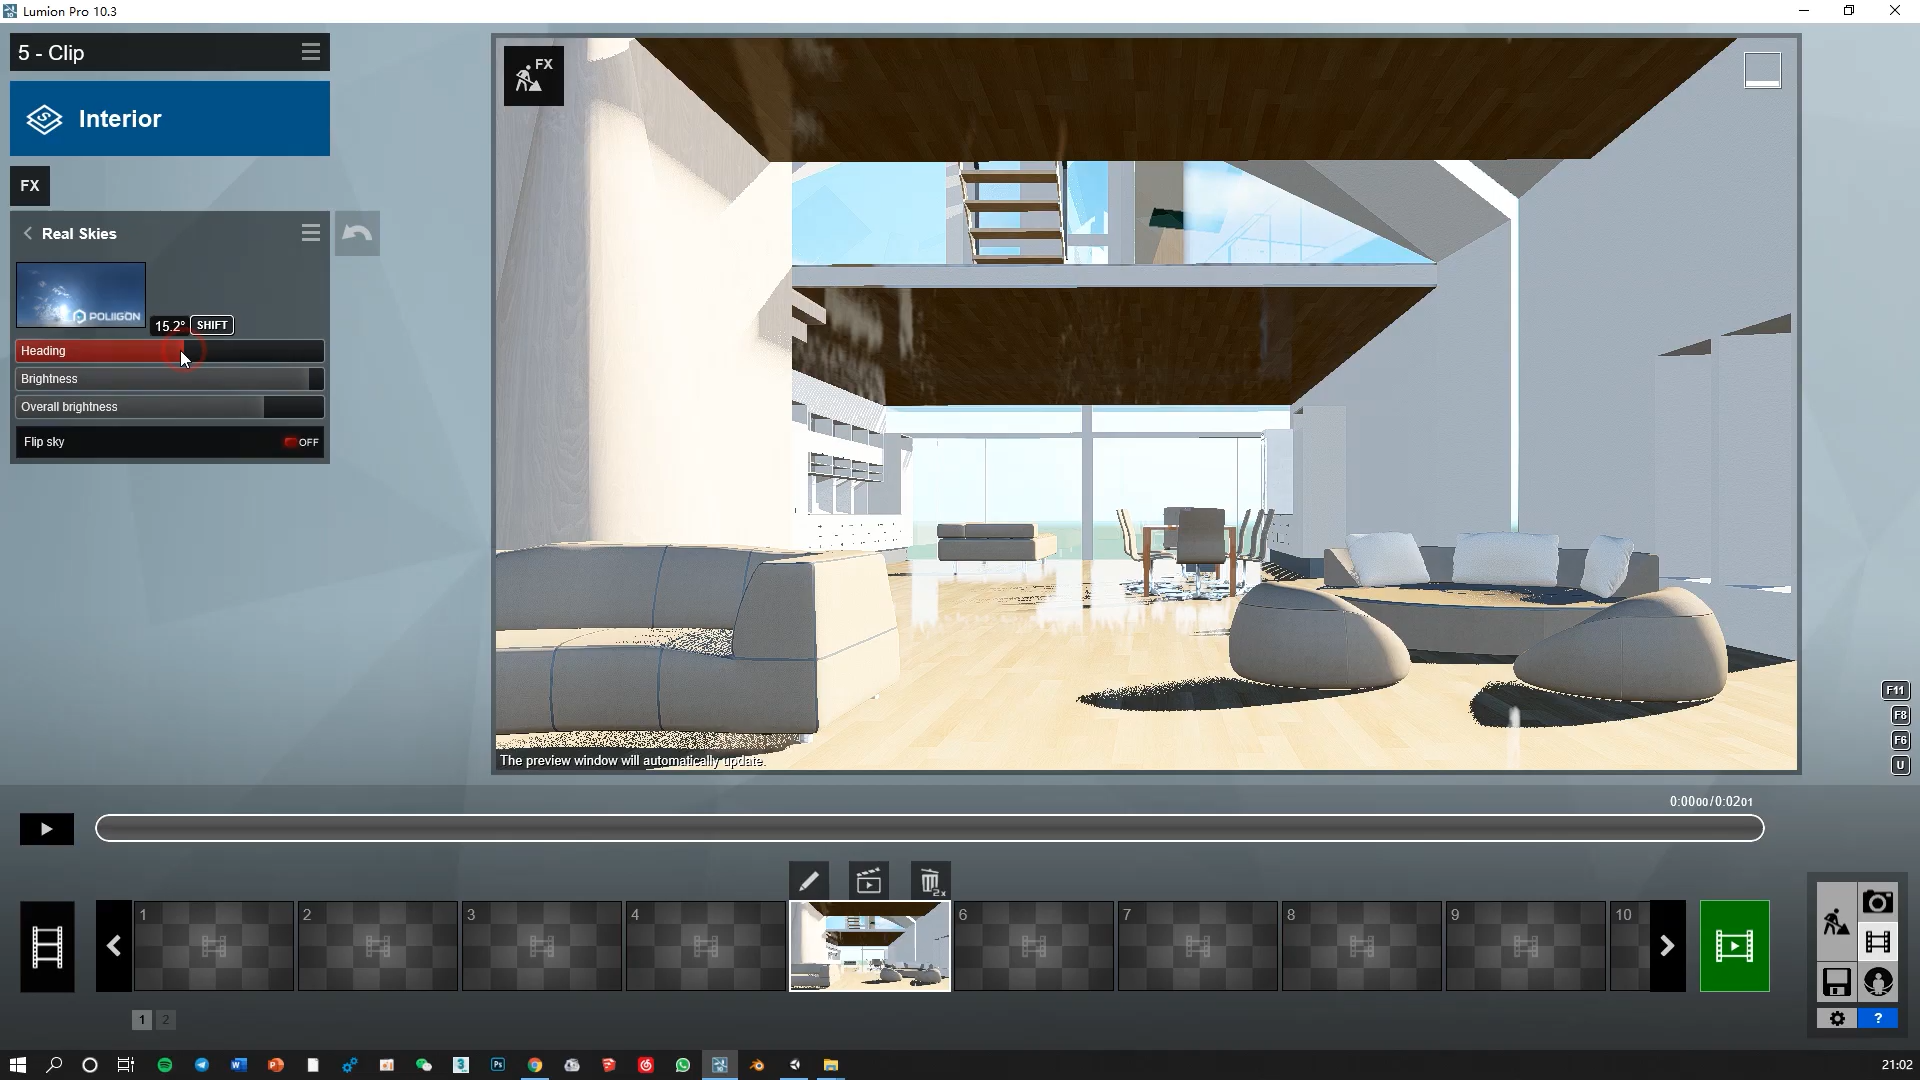 Lumion Pro 10.3
5 - Clip
Interior
FX
Real Skies
POLIIGON
15.2° SHIFT
Heading
Brightness
Overall brightness
Flip sky OFF
FX
The preview window will automatically update.
F11
F8
F6
U
0:0000/0:0201
2x
1 2 3 4 6 7 8 9 10
1 2
?
21:02